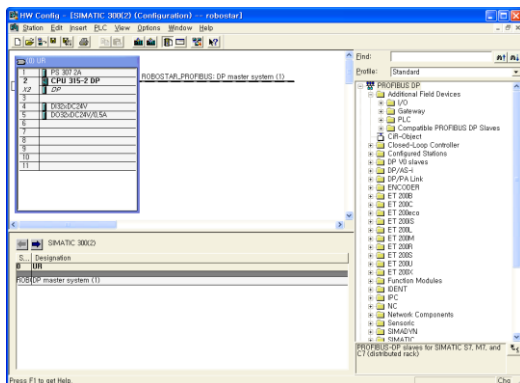 HW Config - [SIMATIC 300(2) (Configuration) -- robostar]
Station Edit Insert PLC View Options Window Help
(0) UR
1 PS 307 2A
2 CPU 315-2 DP
X2 DP
3
4 DI32xDC24V
5 DO32xDC24V/0,5A
6
7
8
9
10
11
ROBOSTAR_PROFIBUS: DP master system (1)
SIMATIC 300(2)
S... Designation
0 UR
ROB DP master system (1)
Find:
Profile: Standard
PROFIBUS DP
Additional Field Devices
I/O
Gateway
PLC
Compatible PROFIBUS DP Slaves
CiR-Object
Closed-Loop Controller
Configured Stations
DP V0 slaves
DP/AS-i
DP/PA Link
ENCODER
ET 200B
ET 200C
ET 200eco
ET 200iS
ET 200L
ET 200M
ET 200R
ET 200S
ET 200U
ET 200X
Function Modules
IDENT
IPC
NC
Network Components
Sensoric
SIMADYN
SIMATIC
PROFIBUS-DP slaves for SIMATIC S7, M7, and
C7 (distributed rack)
Press F1 to get Help.
Chg